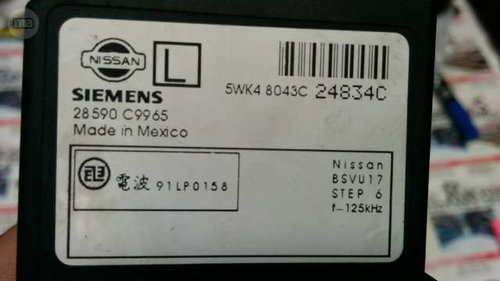 NISSAN
L
SIEMENS
28590 C9965
Made in Mexico
5WK4 8043C 24834C
電波 91LP0158
Nissan
BSVU17
STEP 6
f-125kHz